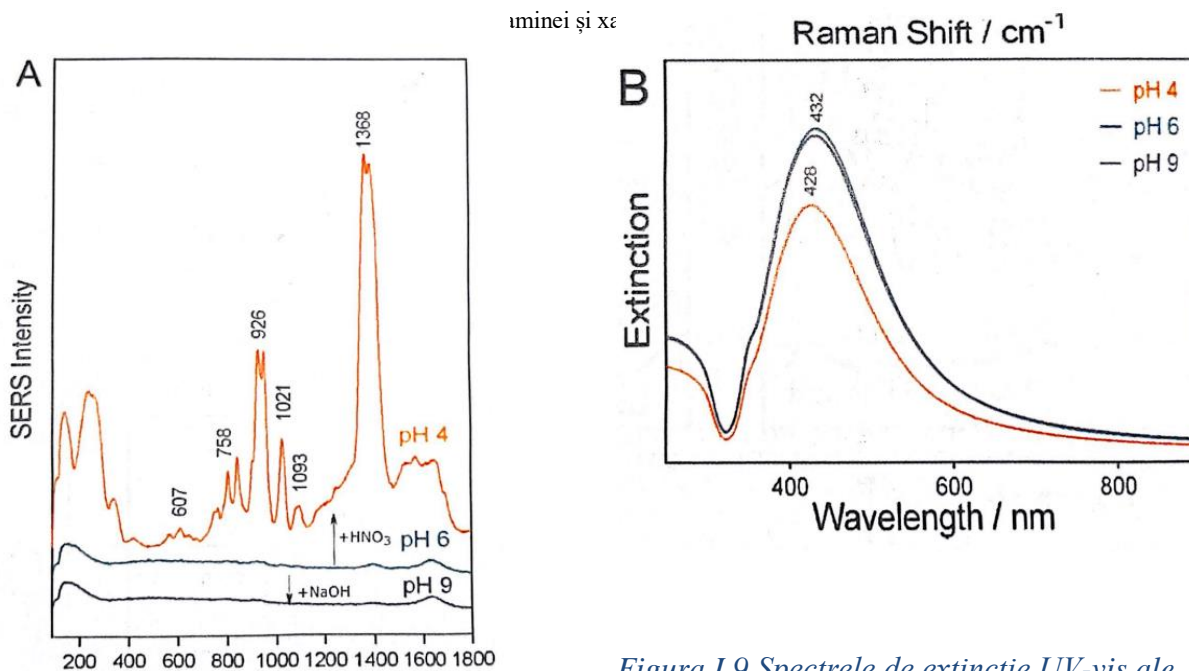 aminei și xa
Raman Shift / cm⁻¹
A
SERS Intensity
607
758
926
1021
1093
1368
pH 4
+HNO₃
pH 6
pH 9
+NaOH
200 400 600 800 1000 1200 1400 1600 1800
B
pH 4
pH 6
pH 9
432
428
Extinction
400 600 800
Wavelength / nm
Figura I.9 Spectrele de extincție UV-vis ale